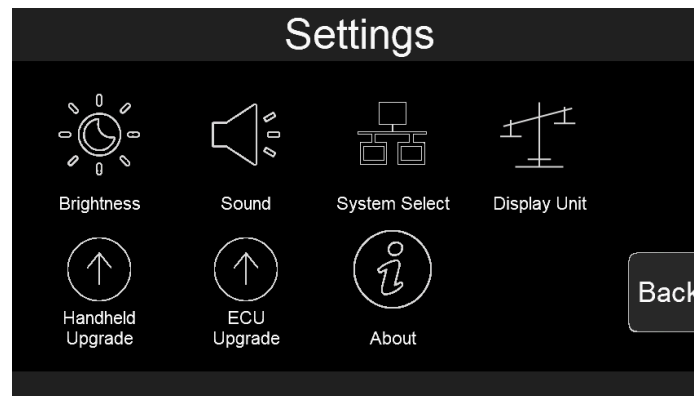 Settings
Brightness
Sound
System Select
Display Unit
Handheld
Upgrade
ECU
Upgrade
About
Back